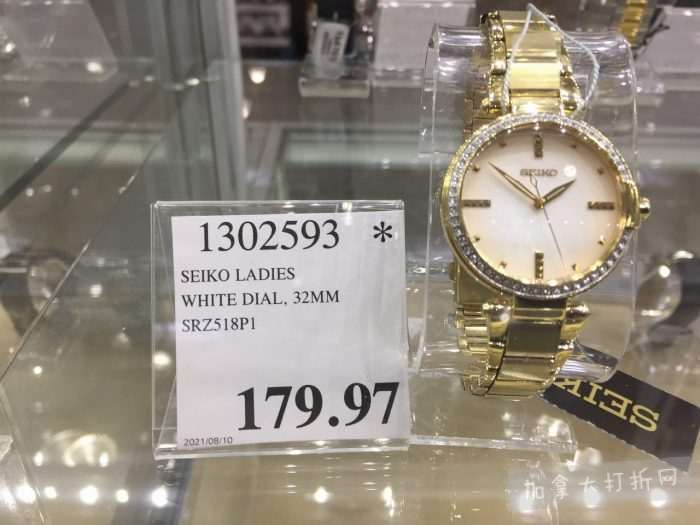 1302593 *
SEIKO LADIES
WHITE DIAL, 32MM
SRZ518P1
179.97
2021/08/10
SEIKO
SEIKO
加拿大打折网